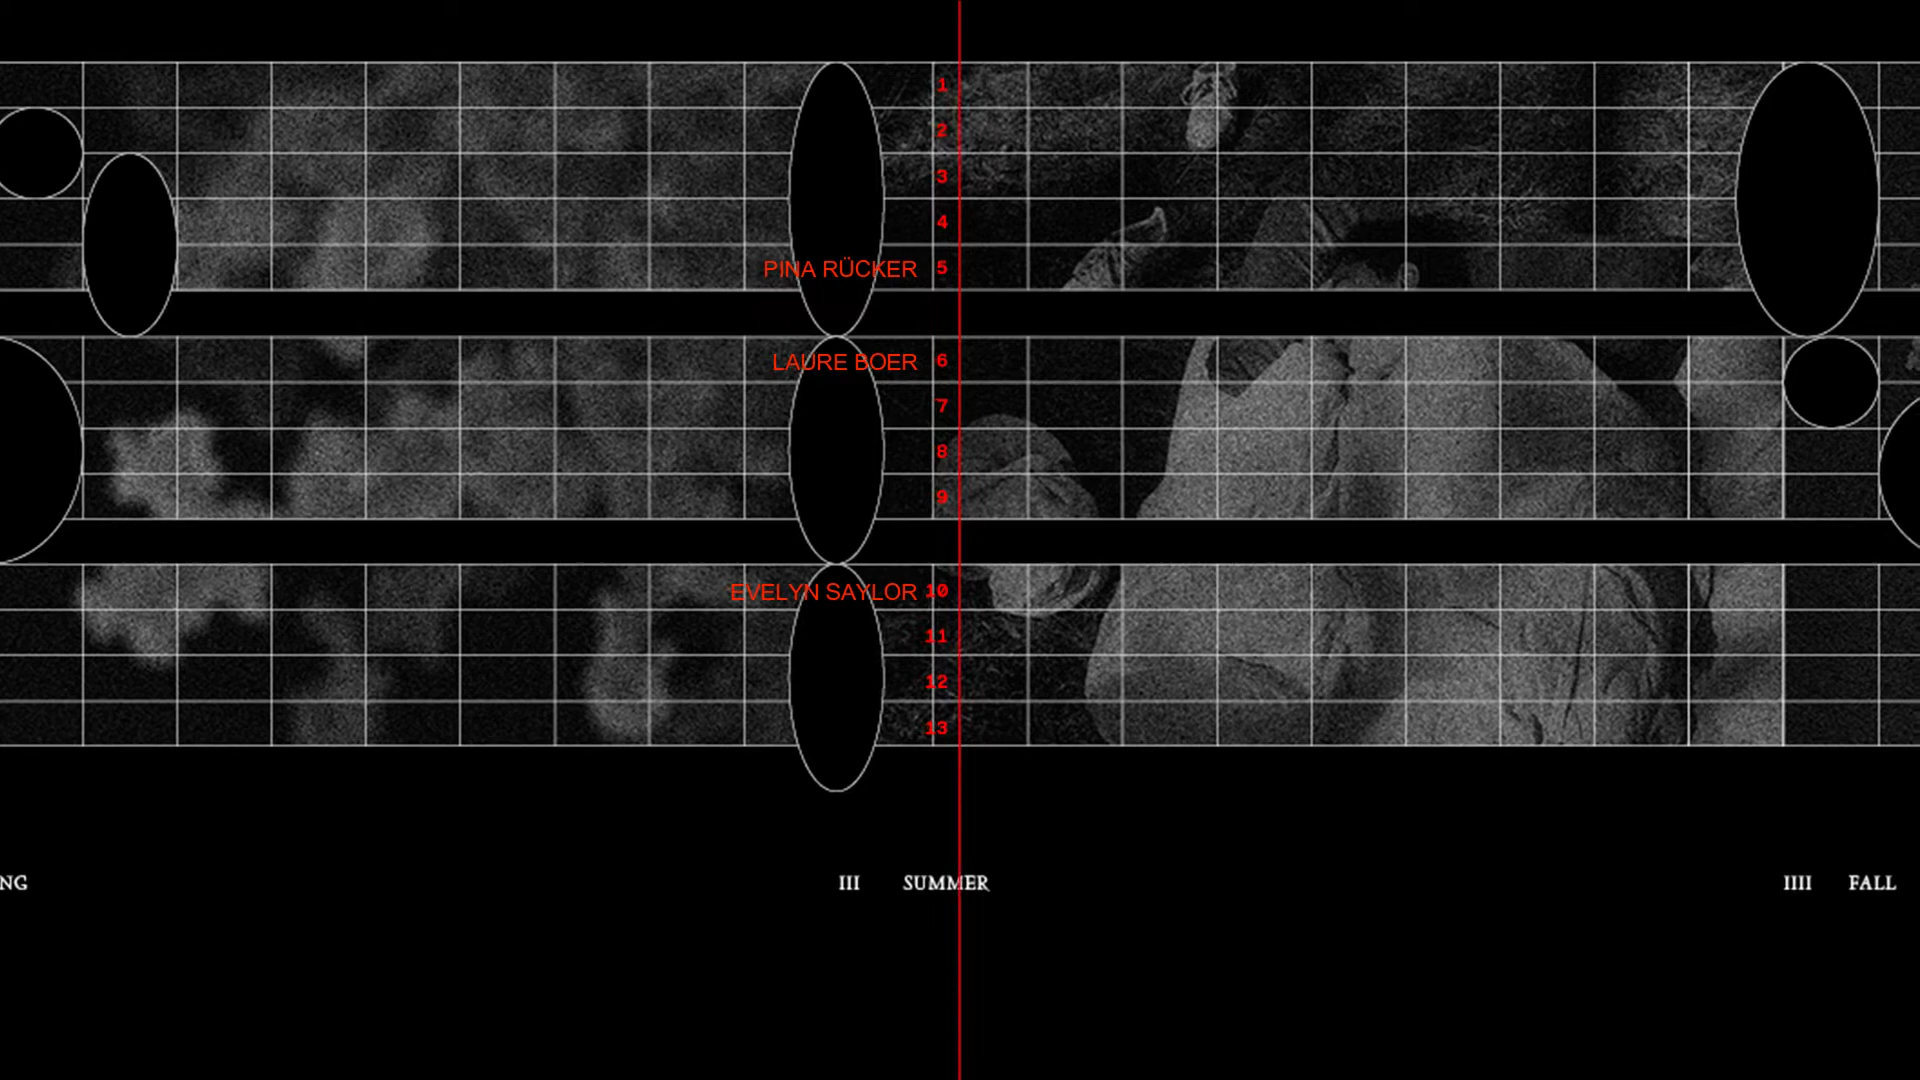 1
2
3
4
PINA RÜCKER 5
LAURE BOER 6
7
8
9
EVELYN SAYLOR 10
11
12
13
NG III SUMMER IIII FALL